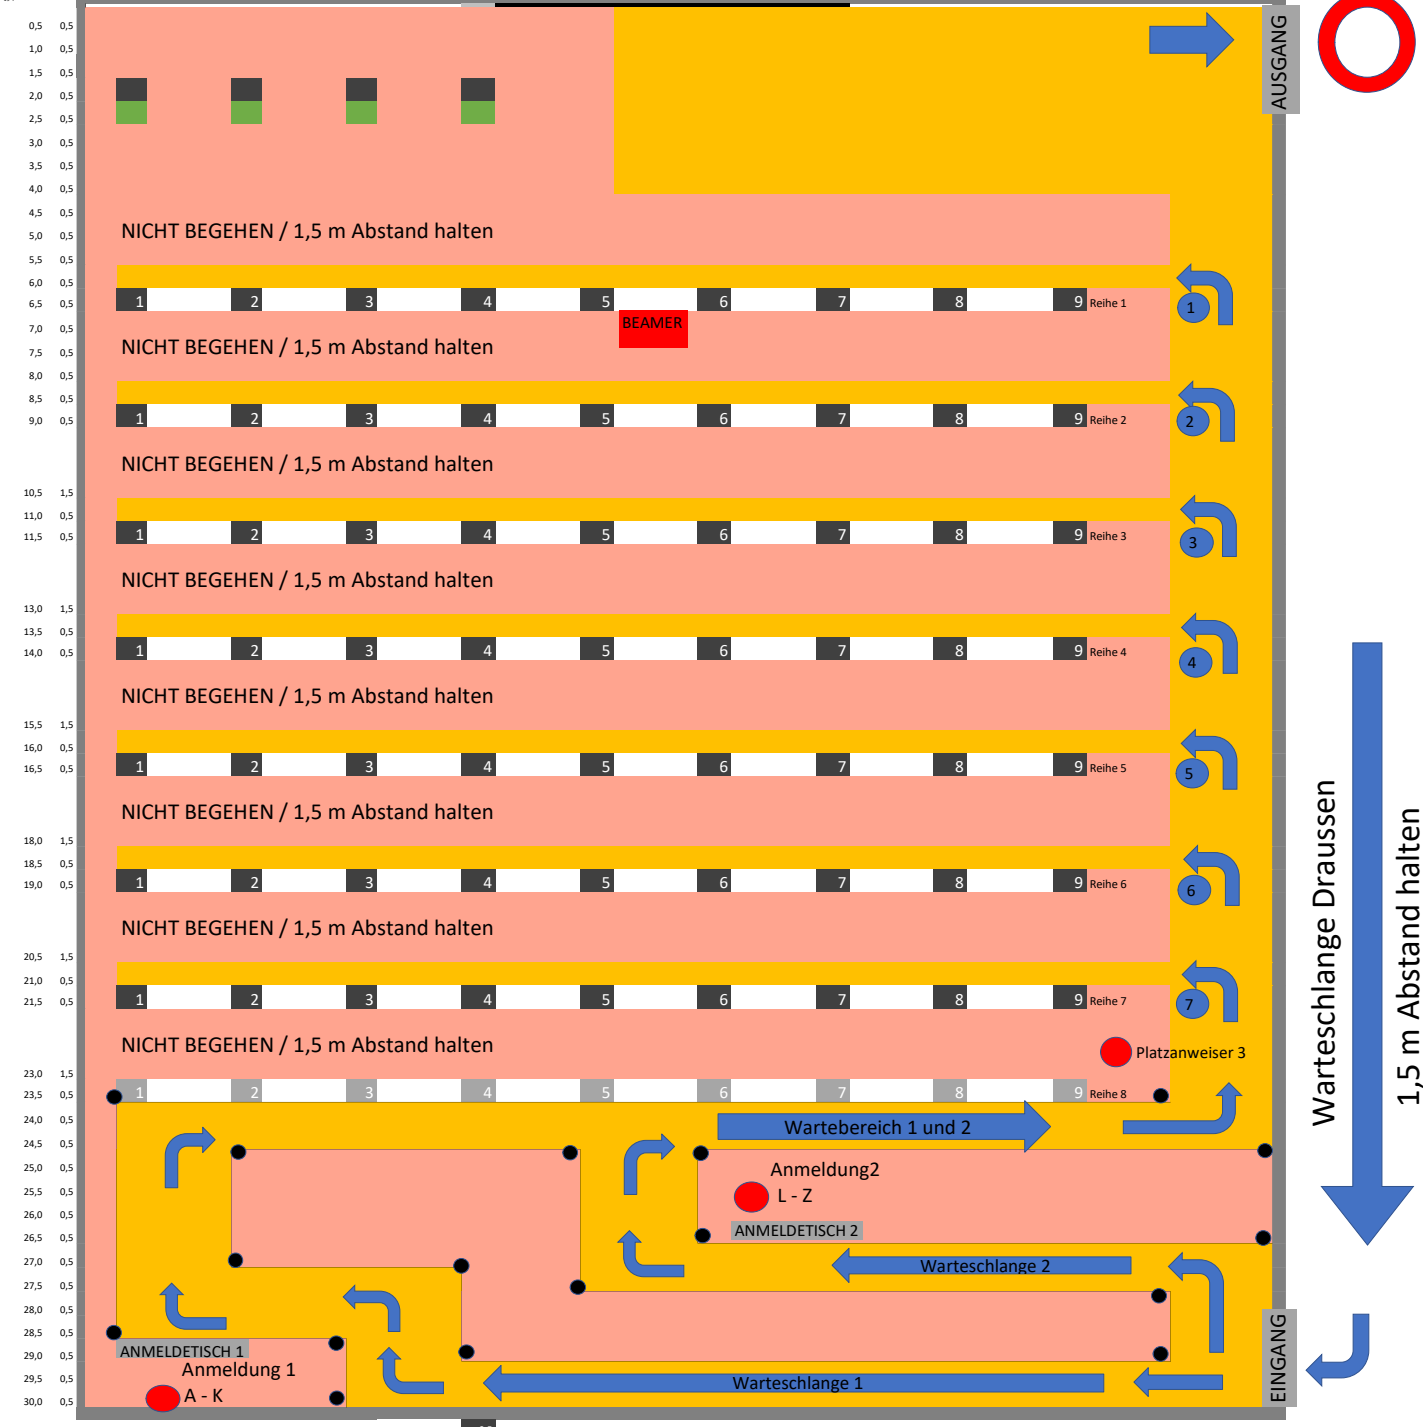 0,5 0,5 AUSGANG
1,0 0,5
1,5 0,5
2,0 0,5
2,5 0,5
3,0 0,5
3,5 0,5
4,0 0,5
4,5 0,5
NICHT BEGEHEN / 1,5 m Abstand halten
5,0 0,5
5,5 0,5
6,0 0,5
6,5 0,5 1 2 3 4 5 6 7 8 9 Reihe 1 1
BEAMER
7,0 0,5
NICHT BEGEHEN / 1,5 m Abstand halten
7,5 0,5
8,0 0,5
8,5 0,5
9,0 0,5 1 2 3 4 5 6 7 8 9 Reihe 2 2
NICHT BEGEHEN / 1,5 m Abstand halten
10,5 1,5
11,0 0,5
11,5 0,5 1 2 3 4 5 6 7 8 9 Reihe 3 3
NICHT BEGEHEN / 1,5 m Abstand halten
13,0 1,5
13,5 0,5
14,0 0,5 1 2 3 4 5 6 7 8 9 Reihe 4 4
NICHT BEGEHEN / 1,5 m Abstand halten
15,5 1,5
16,0 0,5
16,5 0,5 1 2 3 4 5 6 7 8 9 Reihe 5 5
NICHT BEGEHEN / 1,5 m Abstand halten
18,0 1,5
18,5 0,5
19,0 0,5 1 2 3 4 5 6 7 8 9 Reihe 6 6
NICHT BEGEHEN / 1,5 m Abstand halten
20,5 1,5
21,0 0,5
21,5 0,5 1 2 3 4 5 6 7 8 9 Reihe 7 7
NICHT BEGEHEN / 1,5 m Abstand halten
Platzanweiser 3
23,0 1,5
23,5 0,5 1 2 3 4 5 6 7 8 9 Reihe 8
24,0 0,5 Wartebereich 1 und 2
24,5 0,5
25,0 0,5 Anmeldung2
25,5 0,5 L - Z
26,0 0,5
26,5 0,5 ANMELDETISCH 2
27,0 0,5 Warteschlange 2
27,5 0,5
28,0 0,5
28,5 0,5
29,0 0,5 ANMELDETISCH 1
Anmeldung 1
29,5 0,5 Warteschlange 1
30,0 0,5 A - K
EINGANG
Warteschlange Draussen
1,5 m Abstand halten